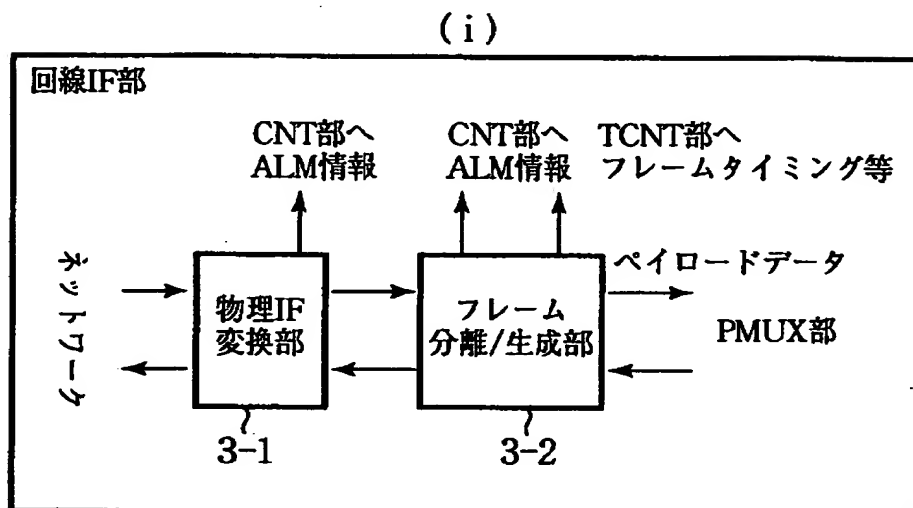 (i)
回線IF部
CNT部へ
ALM情報
CNT部へ
ALM情報
TCNT部へ
フレームタイミング等
ネットワーク
物理IF
変換部
フレーム
分離/生成部
ペイロードデータ
PMUX部
3-1
3-2